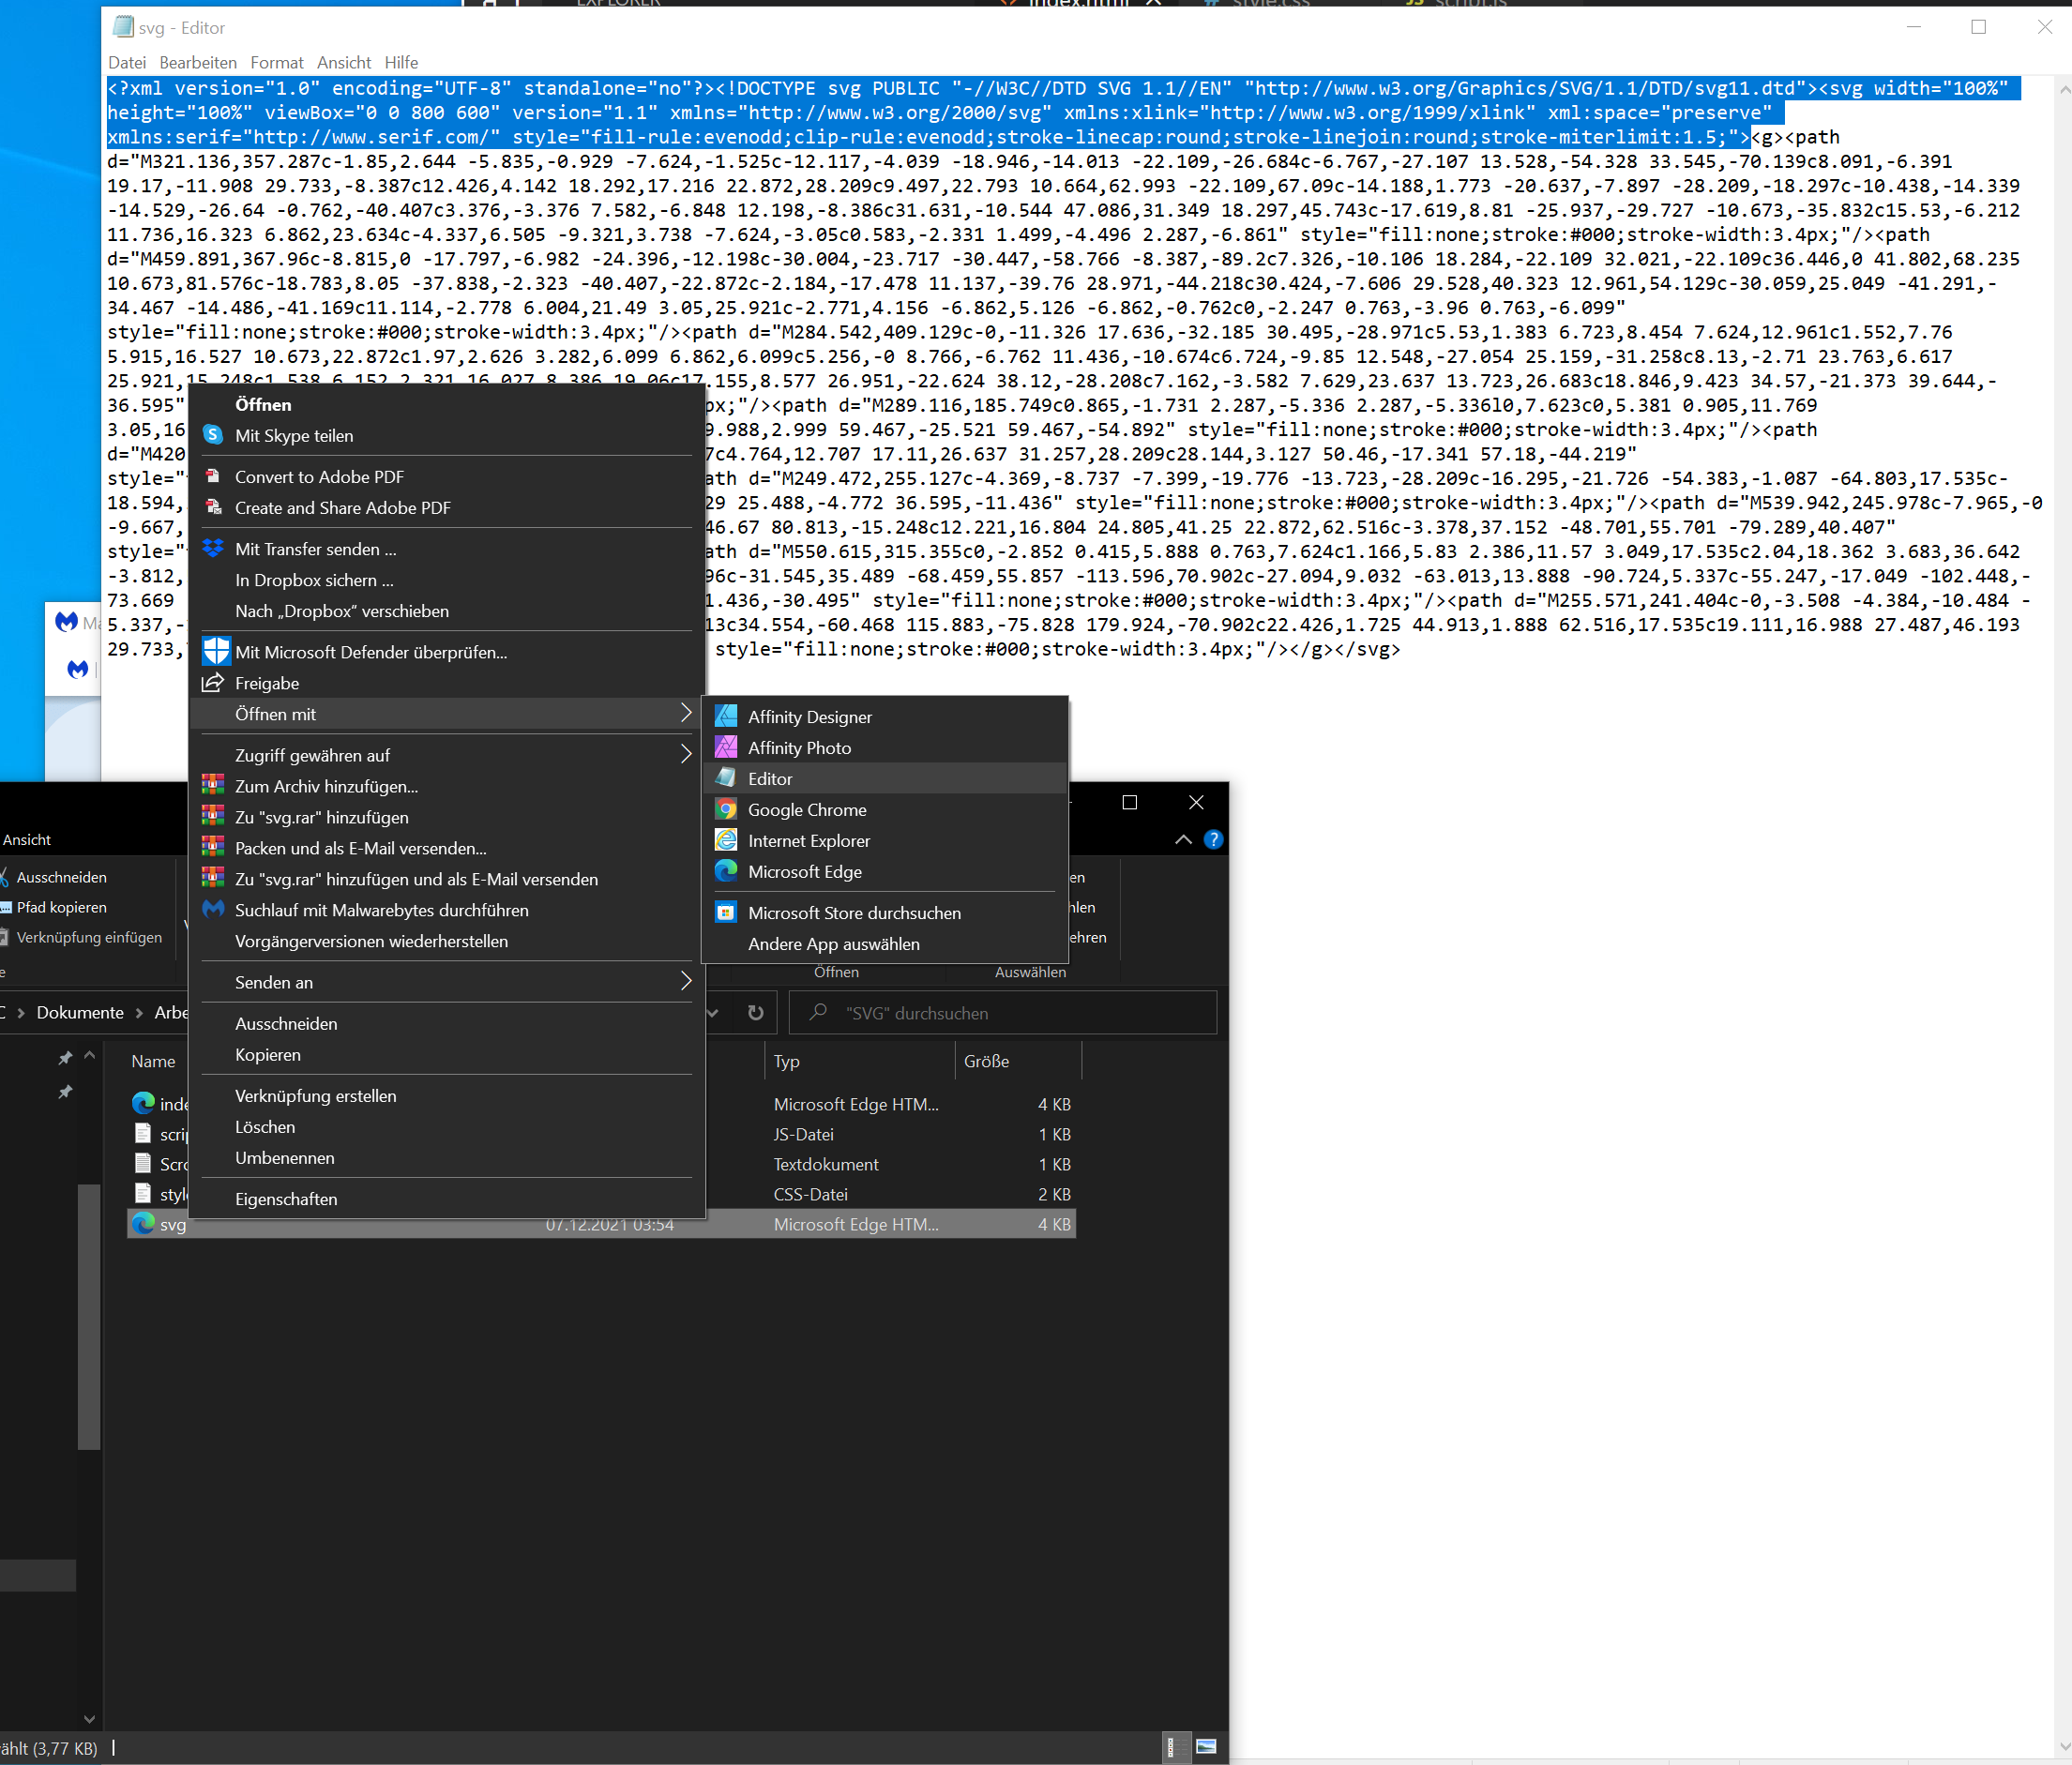 EXPLORER
index.html
style.css
script.js
svg - Editor
Datei Bearbeiten Format Ansicht Hilfe
<?xml version="1.0" encoding="UTF-8" standalone="no"?><!DOCTYPE svg PUBLIC "-//W3C//DTD SVG 1.1//EN" "http://www.w3.org/Graphics/SVG/1.1/DTD/svg11.dtd"><svg width="100%"
height="100%" viewBox="0 0 800 600" version="1.1" xmlns="http://www.w3.org/2000/svg" xmlns:xlink="http://www.w3.org/1999/xlink" xml:space="preserve"
xmlns:serif="http://www.serif.com/" style="fill-rule:evenodd;clip-rule:evenodd;stroke-linecap:round;stroke-linejoin:round;stroke-miterlimit:1.5;"><g><path
d="M321.136,357.287c-1.85,2.644 -5.835,-0.929 -7.624,-1.525c-12.117,-4.039 -18.946,-14.013 -22.109,-26.684c-6.767,-27.107 13.528,-54.328 33.545,-70.139c8.091,-6.391
19.17,-11.908 29.733,-8.387c12.426,4.142 18.292,17.216 22.872,28.209c9.497,22.793 10.664,62.993 -22.109,67.09c-14.188,1.773 -20.637,-7.897 -28.209,-18.297c-10.438,-14.339
-14.529,-26.64 -0.762,-40.407c3.376,-3.376 7.582,-6.848 12.198,-8.386c31.631,-10.544 47.086,31.349 18.297,45.743c-17.619,8.81 -25.937,-29.727 -10.673,-35.832c15.53,-6.212
11.736,16.323 6.862,23.634c-4.337,6.505 -9.321,3.738 -7.624,-3.05c0.583,-2.331 1.499,-4.496 2.287,-6.861" style="fill:none;stroke:#000;stroke-width:3.4px;"/><path
d="M459.891,367.96c-8.815,0 -17.797,-6.982 -24.396,-12.198c-30.004,-23.717 -30.447,-58.766 -8.387,-89.2c7.326,-10.106 18.284,-22.109 32.021,-22.109c36.446,0 41.802,68.235
10.673,81.576c-18.783,8.05 -37.838,-2.323 -40.407,-22.872c-2.184,-17.478 11.137,-39.76 28.971,-44.218c30.424,-7.606 29.528,40.323 12.961,54.129c-30.059,25.049 -41.291,-
34.467 -14.486,-41.169c11.114,-2.778 6.004,21.49 3.05,25.921c-2.771,4.156 -6.862,5.126 -6.862,-0.762c0,-2.247 0.763,-3.96 0.763,-6.099"
style="fill:none;stroke:#000;stroke-width:3.4px;"/><path d="M284.542,409.129c-0,-11.326 17.636,-32.185 30.495,-28.971c5.53,1.383 6.723,8.454 7.624,12.961c1.552,7.76
5.915,16.527 10.673,22.872c1.97,2.626 3.282,6.099 6.862,6.099c5.256,-0 8.766,-6.762 11.436,-10.674c6.724,-9.85 12.548,-27.054 25.159,-31.258c8.13,-2.71 23.763,6.617
25.921,15.248c1.538,6.152 2.321,16.027 8.386,19.06c17.155,8.577 26.951,-22.624 38.12,-28.208c7.162,-3.582 7.629,23.637 13.723,26.683c18.846,9.423 34.57,-21.373 39.644,-
36.595" px;"/><path d="M289.116,185.749c0.865,-1.731 2.287,-5.336 2.287,-5.336l0,7.623c0,5.381 0.905,11.769
3.05,16 9.988,2.999 59.467,-25.521 59.467,-54.892" style="fill:none;stroke:#000;stroke-width:3.4px;"/><path
d="M420 7c4.764,12.707 17.11,26.637 31.257,28.209c28.144,3.127 50.46,-17.341 57.18,-44.219"
style=" ath d="M249.472,255.127c-4.369,-8.737 -7.399,-19.776 -13.723,-28.209c-16.295,-21.726 -54.383,-1.087 -64.803,17.535c-
18.594, 29 25.488,-4.772 36.595,-11.436" style="fill:none;stroke:#000;stroke-width:3.4px;"/><path d="M539.942,245.978c-7.965,-0
-9.667, 46.67 80.813,-15.248c12.221,16.804 24.805,41.25 22.872,62.516c-3.378,37.152 -48.701,55.701 -79.289,40.407"
style=" ath d="M550.615,315.355c0,-2.852 0.415,5.888 0.763,7.624c1.166,5.83 2.386,11.57 3.049,17.535c2.04,18.362 3.683,36.642
-3.812, 96c-31.545,35.489 -68.459,55.857 -113.596,70.902c-27.094,9.032 -63.013,13.888 -90.724,5.337c-55.247,-17.049 -102.448,-
73.669 1.436,-30.495" style="fill:none;stroke:#000;stroke-width:3.4px;"/><path d="M255.571,241.404c-0,-3.508 -4.384,-10.484 -
5.337,- 13c34.554,-60.468 115.883,-75.828 179.924,-70.902c22.426,1.725 44.913,1.888 62.516,17.535c19.111,16.988 27.487,46.193
29.733, style="fill:none;stroke:#000;stroke-width:3.4px;"/></g></svg>
Öffnen
Mit Skype teilen
Convert to Adobe PDF
Create and Share Adobe PDF
Mit Transfer senden ...
In Dropbox sichern ...
Nach „Dropbox“ verschieben
Mit Microsoft Defender überprüfen...
Freigabe
Öffnen mit
Zugriff gewähren auf
Zum Archiv hinzufügen...
Zu "svg.rar" hinzufügen
Packen und als E-Mail versenden...
Zu "svg.rar" hinzufügen und als E-Mail versenden
Suchlauf mit Malwarebytes durchführen
Vorgängerversionen wiederherstellen
Senden an
Ausschneiden
Kopieren
Verknüpfung erstellen
Löschen
Umbenennen
Eigenschaften
Affinity Designer
Affinity Photo
Editor
Google Chrome
Internet Explorer
Microsoft Edge
Microsoft Store durchsuchen
Andere App auswählen
Ma
Ansicht
Ausschneiden
Pfad kopieren
Verknüpfung einfügen
en
hlen
ehren
Öffnen Auswählen
C > Dokumente > Arbe
"SVG" durchsuchen
Name Typ Größe
inde Microsoft Edge HTM... 4 KB
scrip JS-Datei 1 KB
Scro Textdokument 1 KB
style CSS-Datei 2 KB
svg 07.12.2021 03:54 Microsoft Edge HTM... 4 KB
ählt (3,77 KB)